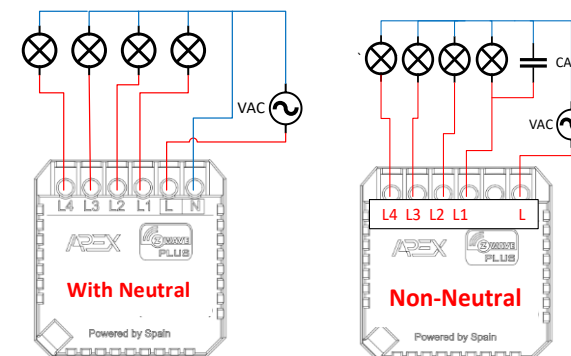 VAC
L4 L3 L2 L1 L N
APEX
Z-WAVE
PLUS
With Neutral
Powered by Spain
CA
VAC
L4 L3 L2 L1 L
APEX
Z-WAVE
PLUS
Non-Neutral
Powered by Spain